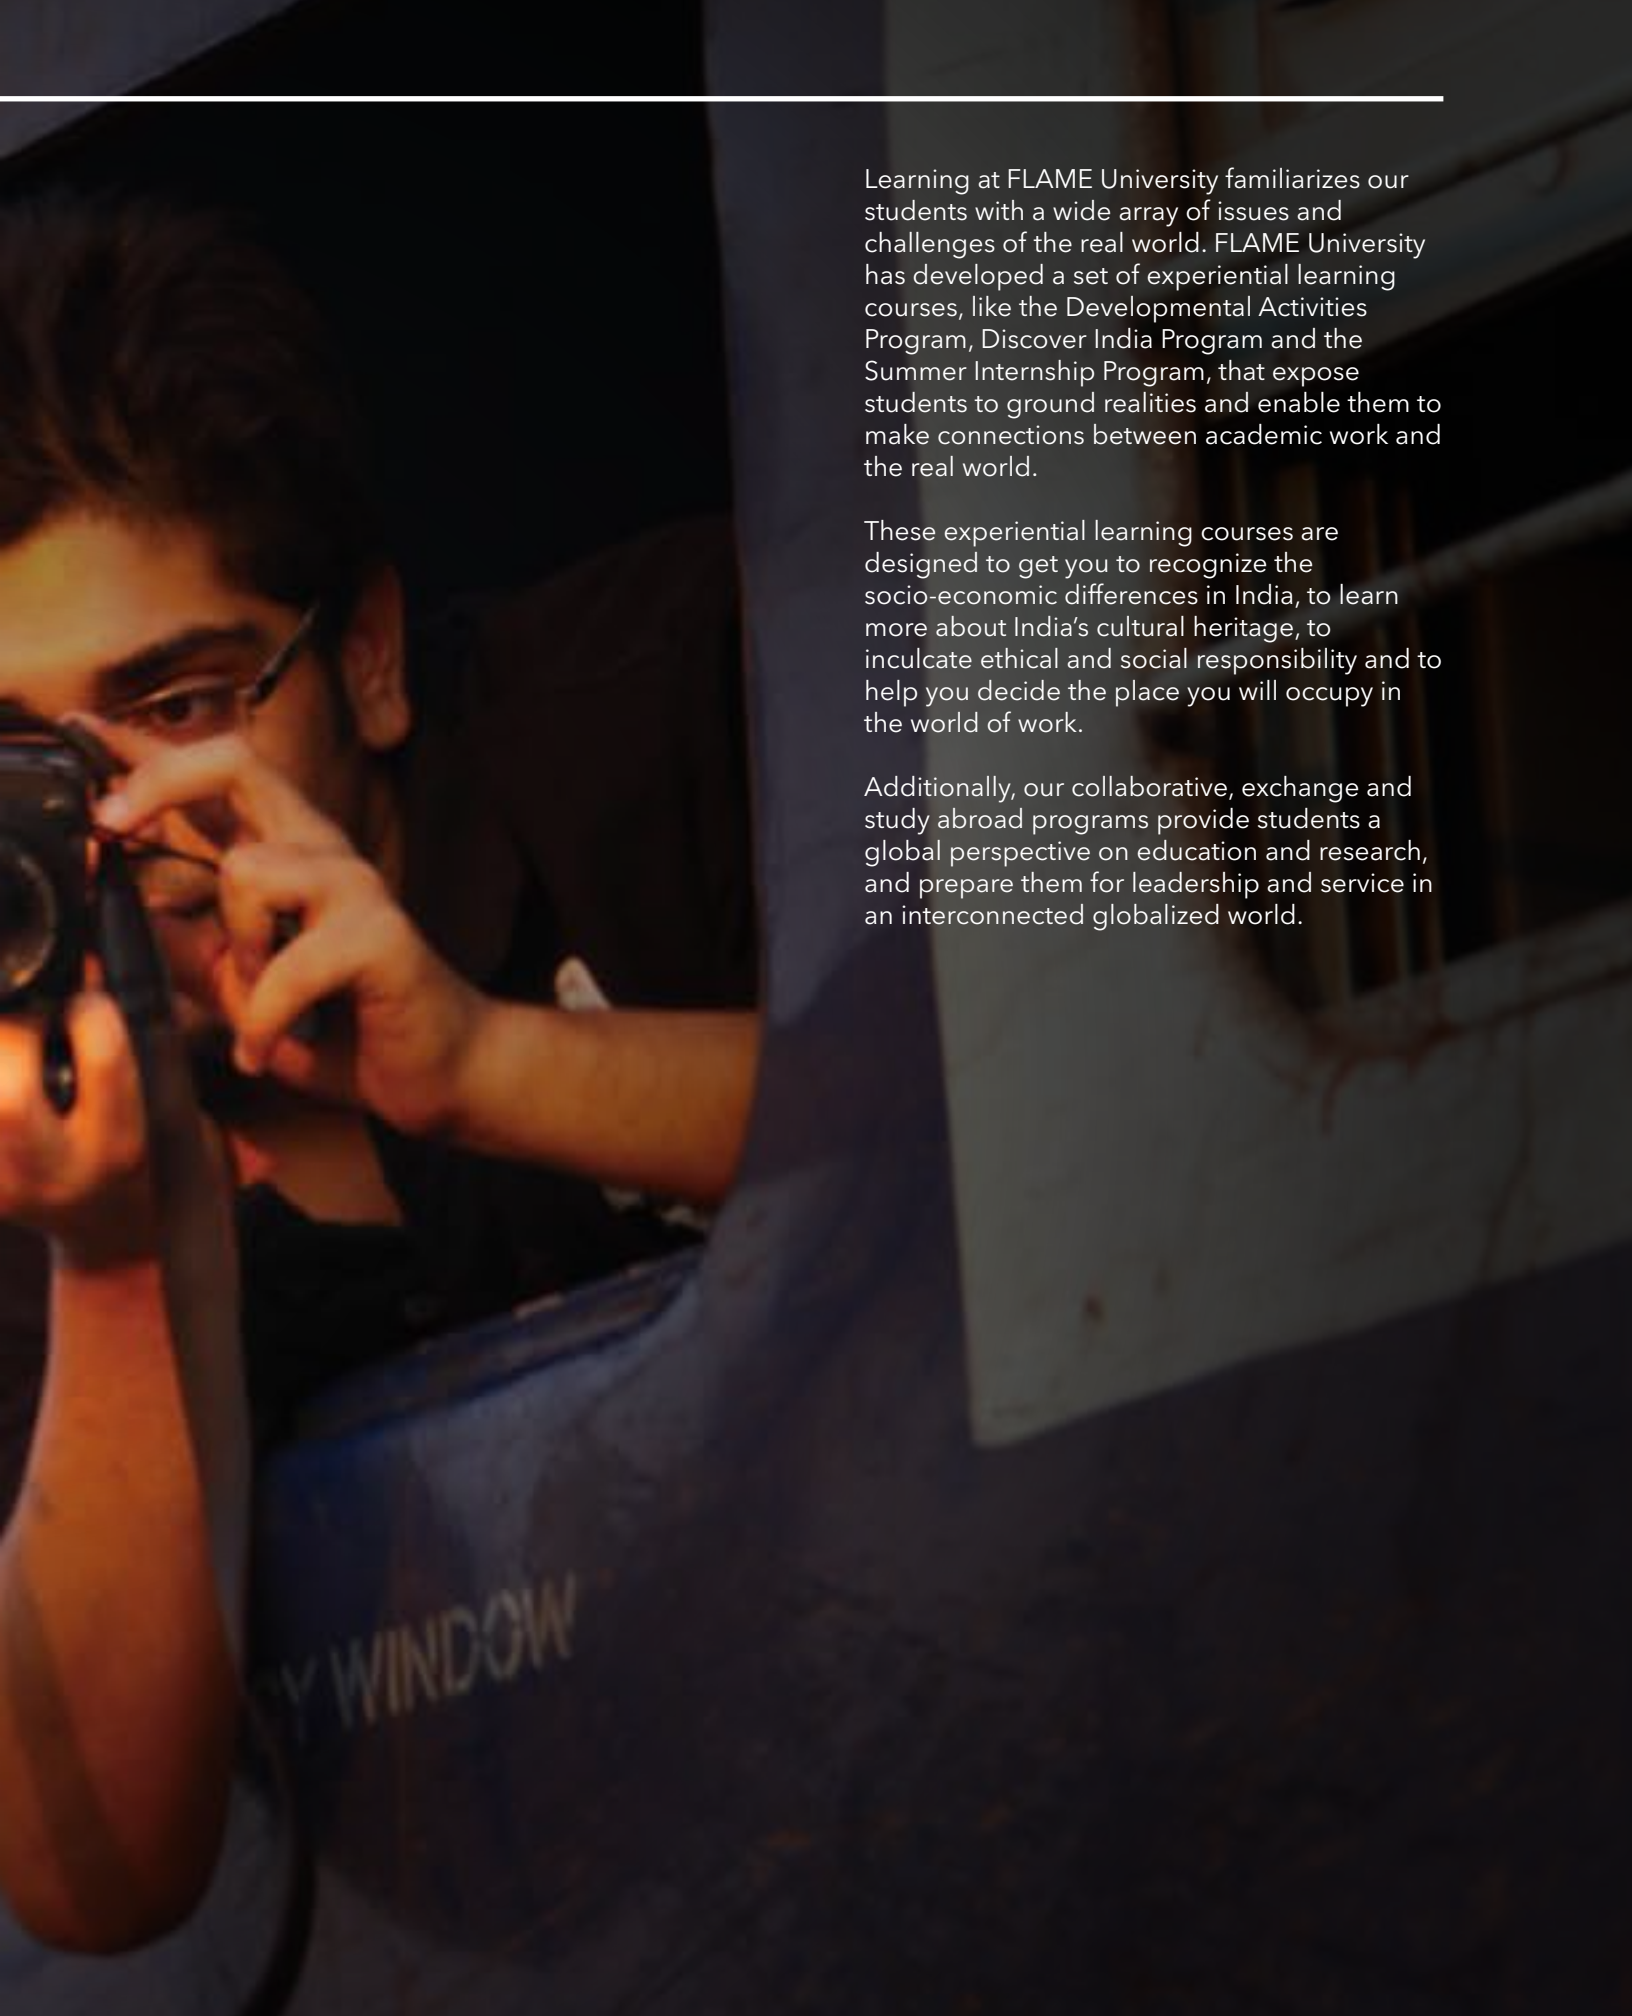 Learning at FLAME University familiarizes our
students with a wide array of issues and
challenges of the real world. FLAME University
has developed a set of experiential learning
courses, like the Developmental Activities
Program, Discover India Program and the
Summer Internship Program, that expose
students to ground realities and enable them to
make connections between academic work and
the real world.
These experiential learning courses are
designed to get you to recognize the
socio-economic differences in India, to learn
more about India’s cultural heritage, to
inculcate ethical and social responsibility and to
help you decide the place you will occupy in
the world of work.
Additionally, our collaborative, exchange and
study abroad programs provide students a
global perspective on education and research,
and prepare them for leadership and service in
an interconnected globalized world.
Y WINDOW